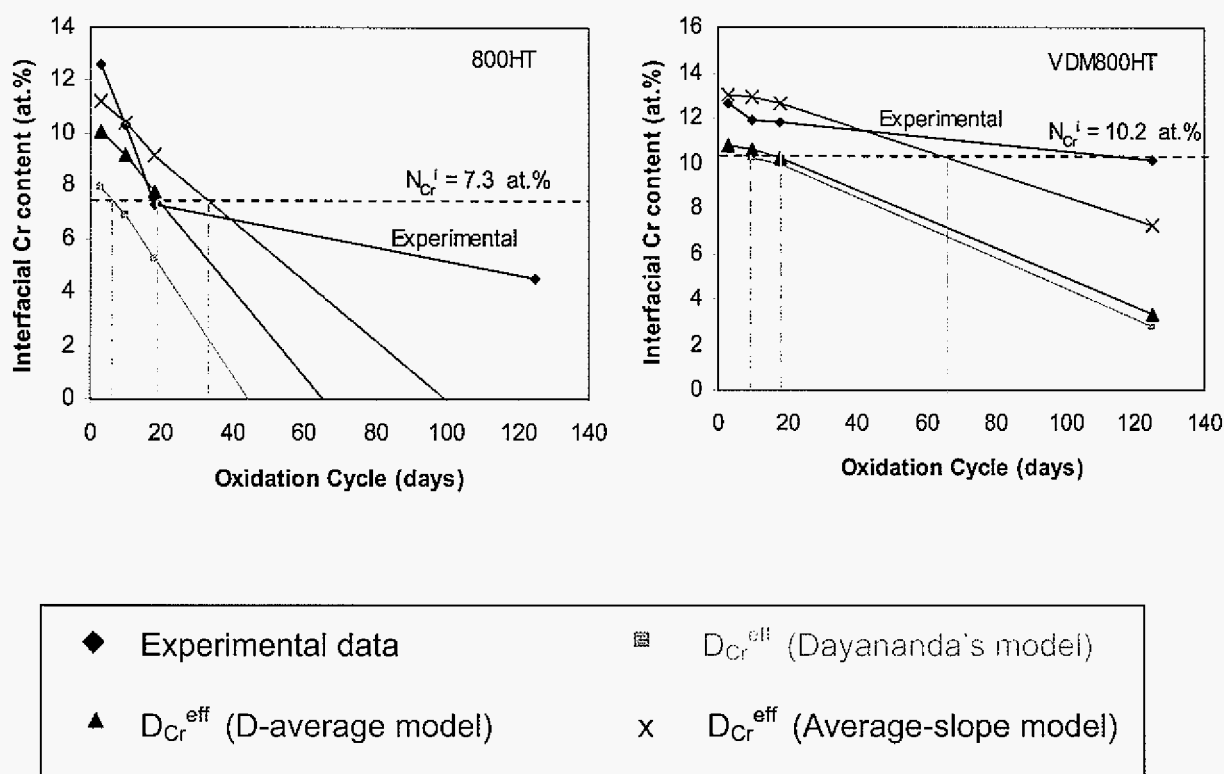 14
12
10
8
6
4
2
0
Interfacial Cr content (at.%)
800HT
N_Cr^i = 7.3 at.%
Experimental
0 20 40 60 80 100 120 140
Oxidation Cycle (days)
16
14
12
10
8
6
4
2
0
Interfacial Cr content (at.%)
VDM800HT
Experimental
N_Cr^i = 10.2 at.%
0 20 40 60 80 100 120 140
Oxidation Cycle (days)
Experimental data
D_Cr^eff (Dayananda's model)
D_Cr^eff (D-average model)
D_Cr^eff (Average-slope model)